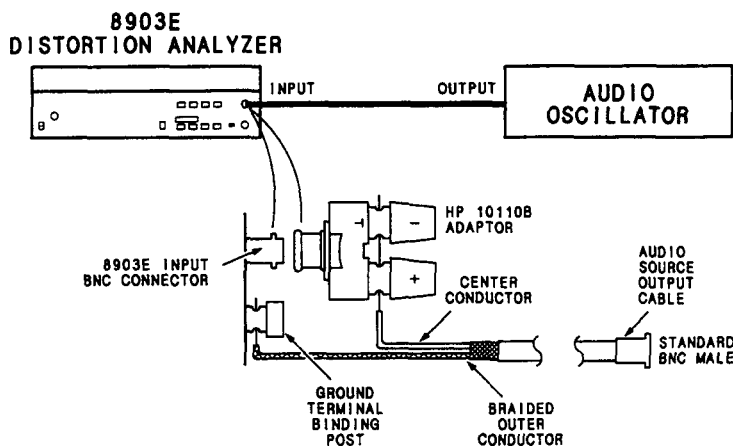 8903E
DISTORTION ANALYZER
INPUT
OUTPUT
AUDIO
OSCILLATOR
8903E INPUT
BNC CONNECTOR
⊥
−
+
HP 10110B
ADAPTOR
CENTER
CONDUCTOR
AUDIO
SOURCE
OUTPUT
CABLE
STANDARD
BNC MALE
GROUND
TERMINAL
BINDING
POST
BRAIDED
OUTER
CONDUCTOR